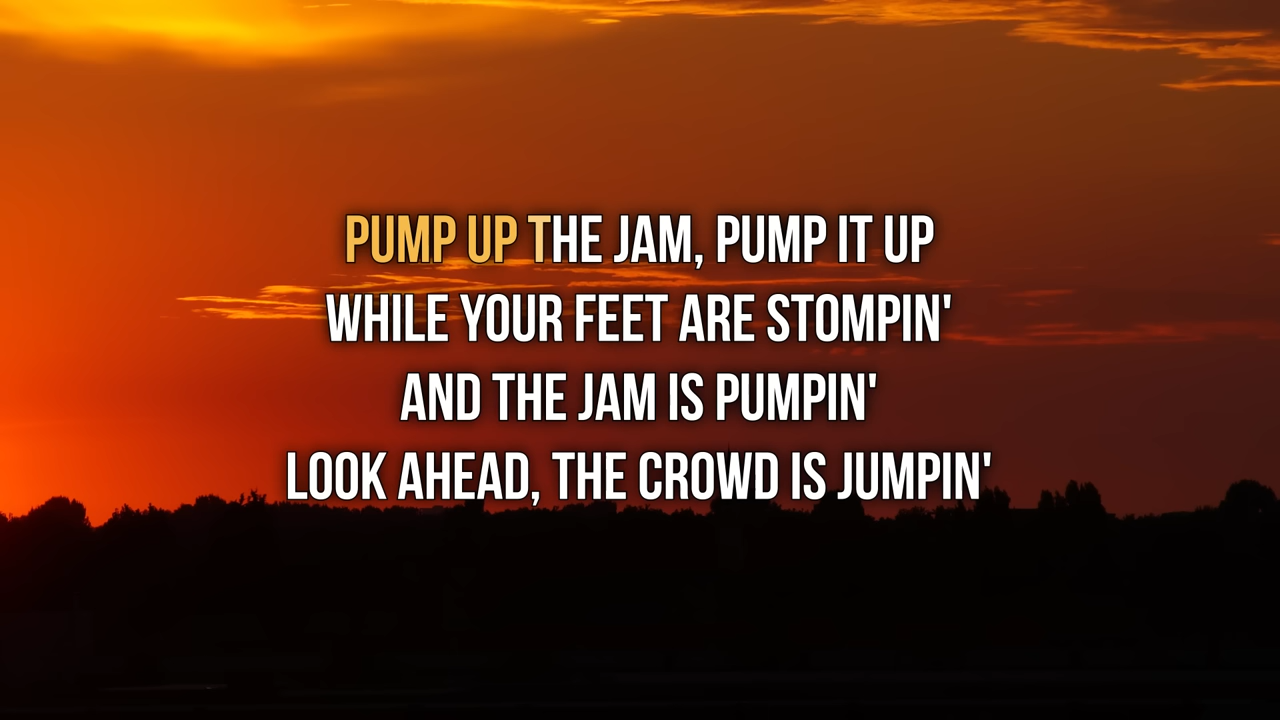 PUMP UP THE JAM, PUMP IT UP
WHILE YOUR FEET ARE STOMPIN'
AND THE JAM IS PUMPIN'
LOOK AHEAD, THE CROWD IS JUMPIN'